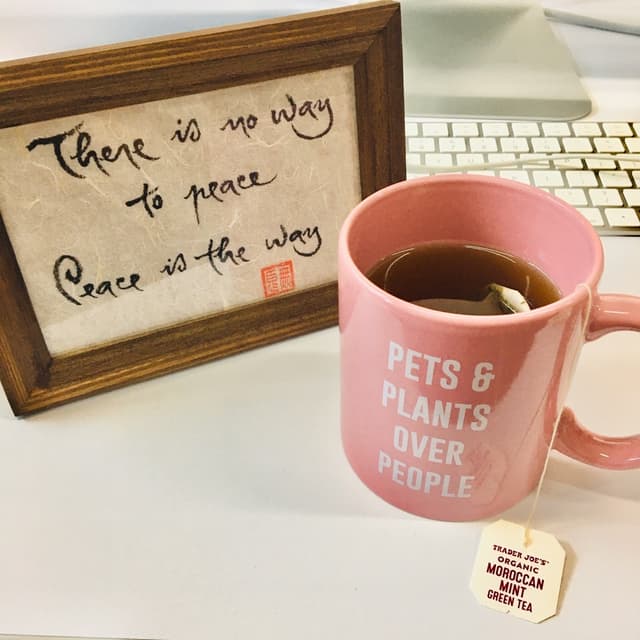 There is no way
to peace
Peace is the way
PETS &
PLANTS
OVER
PEOPLE
TRADER JOE'S
ORGANIC
MOROCCAN
MINT
GREEN TEA